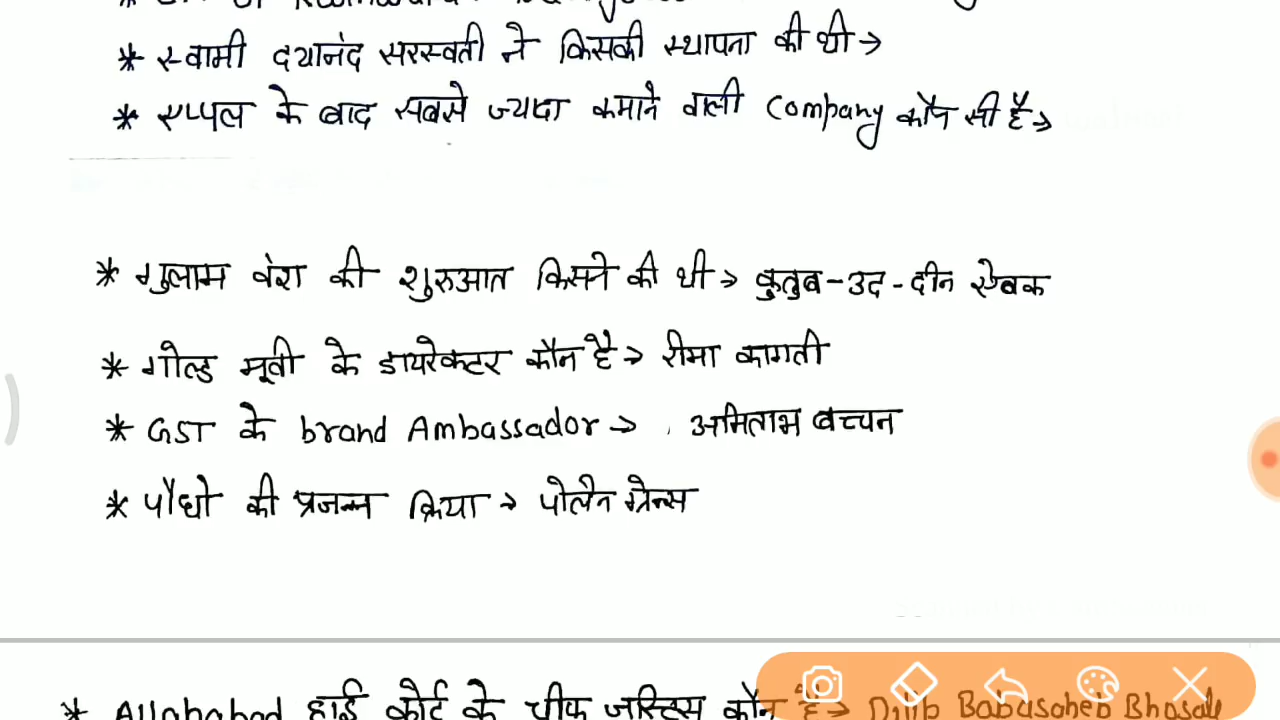 * स्वामी दयानंद सरस्वती ने किसकी स्थापना की थी →
* एप्पल के बाद सबसे ज्यादा कमाने वाली Company कौन सी है →
* गुलाम वंश की शुरुआत किसने की थी → कुतुब-उद-दीन ऐबक
* गोल्ड मूवी के डायरेक्टर कौन है → रीमा कागती
* GST के brand Ambassador → अमिताभ बच्चन
* पौधो की प्रजनन क्रिया → पोलेन ग्रेन्स
* Allahabad हाई कोर्ट के चीफ जस्टिस कौन है → Dilip Babasaheb Bhosale